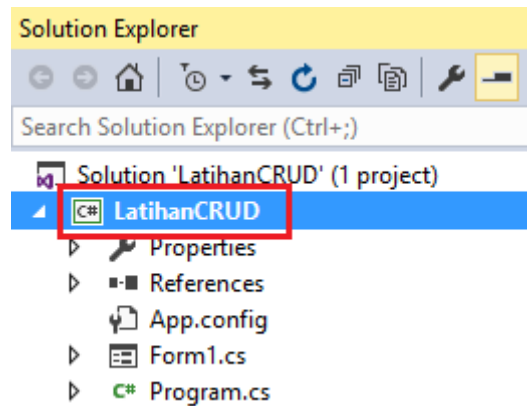 Solution Explorer
Search Solution Explorer (Ctrl+;)
Solution 'LatihanCRUD' (1 project)
C# LatihanCRUD
Properties
References
App.config
Form1.cs
C# Program.cs